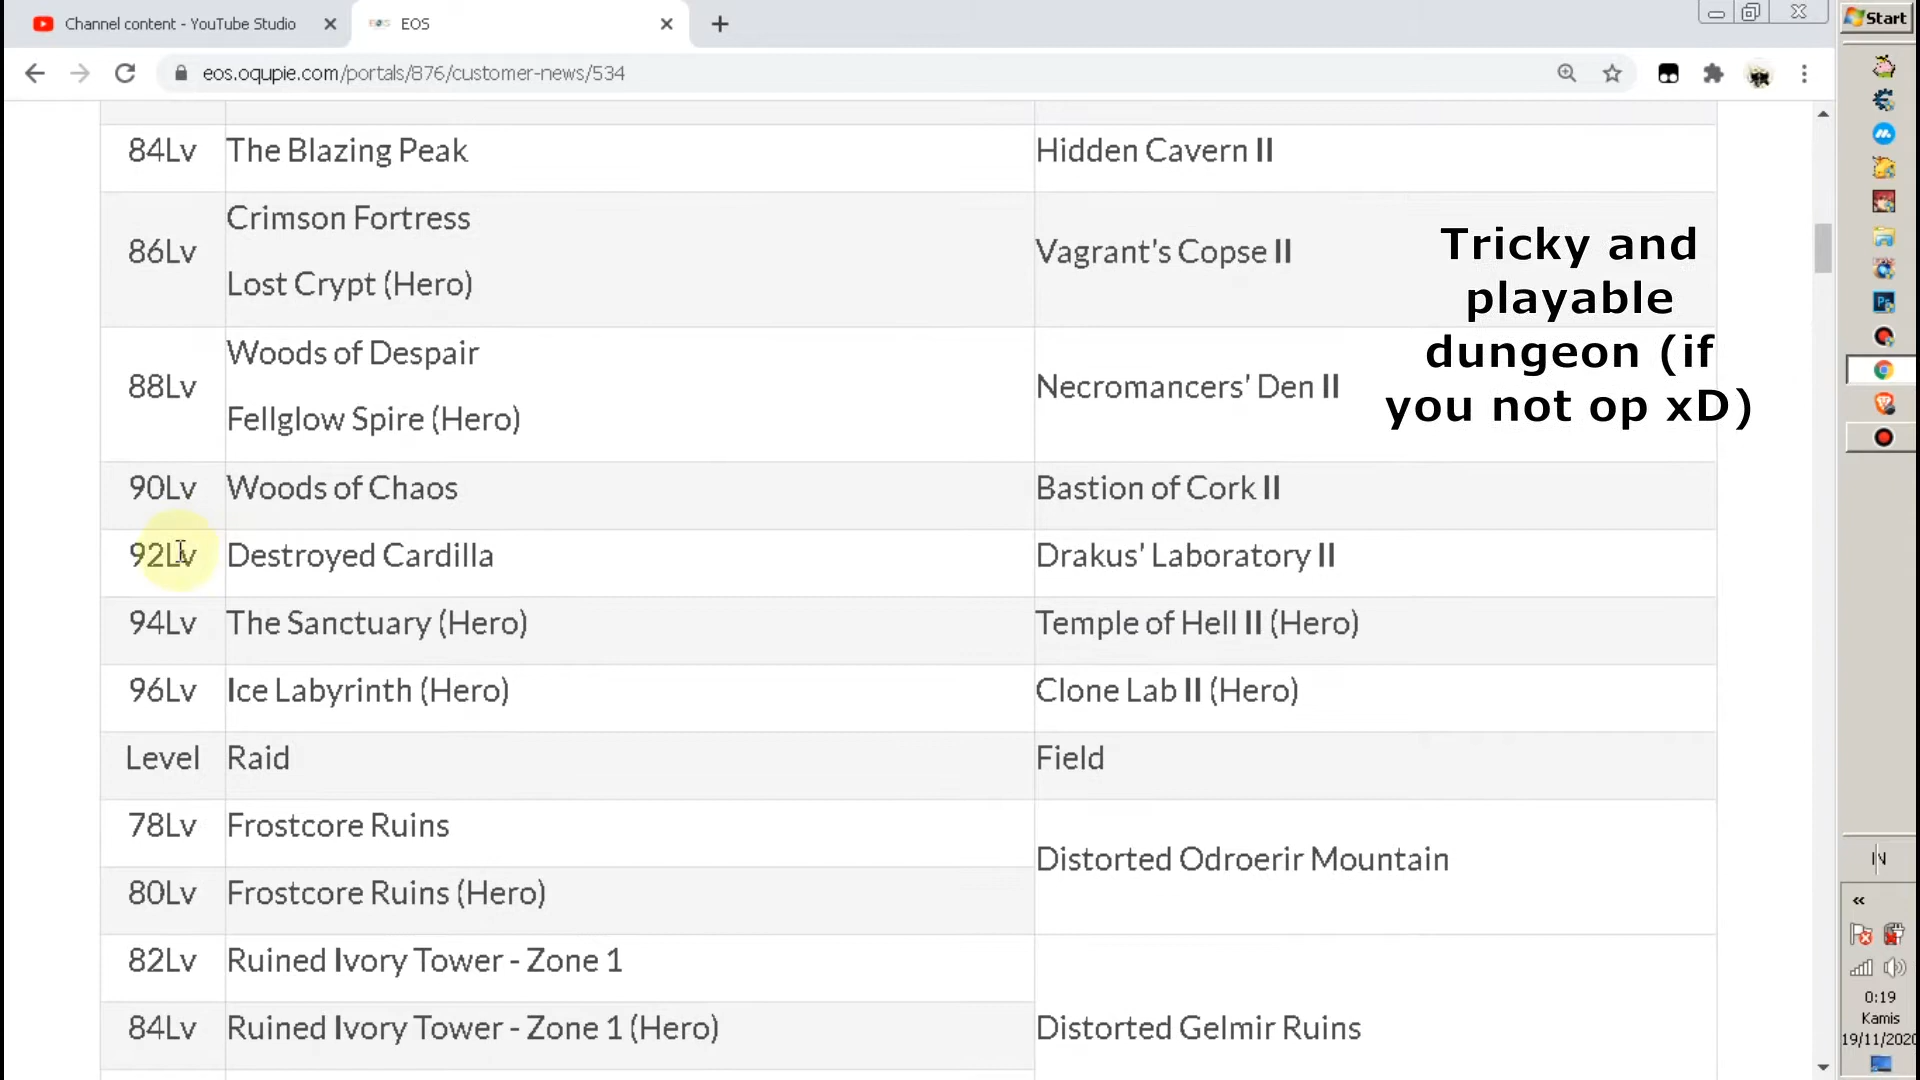 Channel content - YouTube Studio
EOS
Start
eos.oqupie.com/portals/876/customer-news/534
84Lv The Blazing Peak Hidden Cavern II
Crimson Fortress
86Lv Vagrant's Copse II
Lost Crypt (Hero)
Tricky and
playable
dungeon (if
you not op xD)
Woods of Despair
88Lv Necromancers' Den II
Fellglow Spire (Hero)
90Lv Woods of Chaos Bastion of Cork II
92Lv Destroyed Cardilla Drakus' Laboratory II
94Lv The Sanctuary (Hero) Temple of Hell II (Hero)
96Lv Ice Labyrinth (Hero) Clone Lab II (Hero)
Level Raid Field
78Lv Frostcore Ruins
Distorted Odroerir Mountain
80Lv Frostcore Ruins (Hero)
82Lv Ruined Ivory Tower - Zone 1
84Lv Ruined Ivory Tower - Zone 1 (Hero) Distorted Gelmir Ruins
Ps
IN
0:19
Kamis
19/11/2020